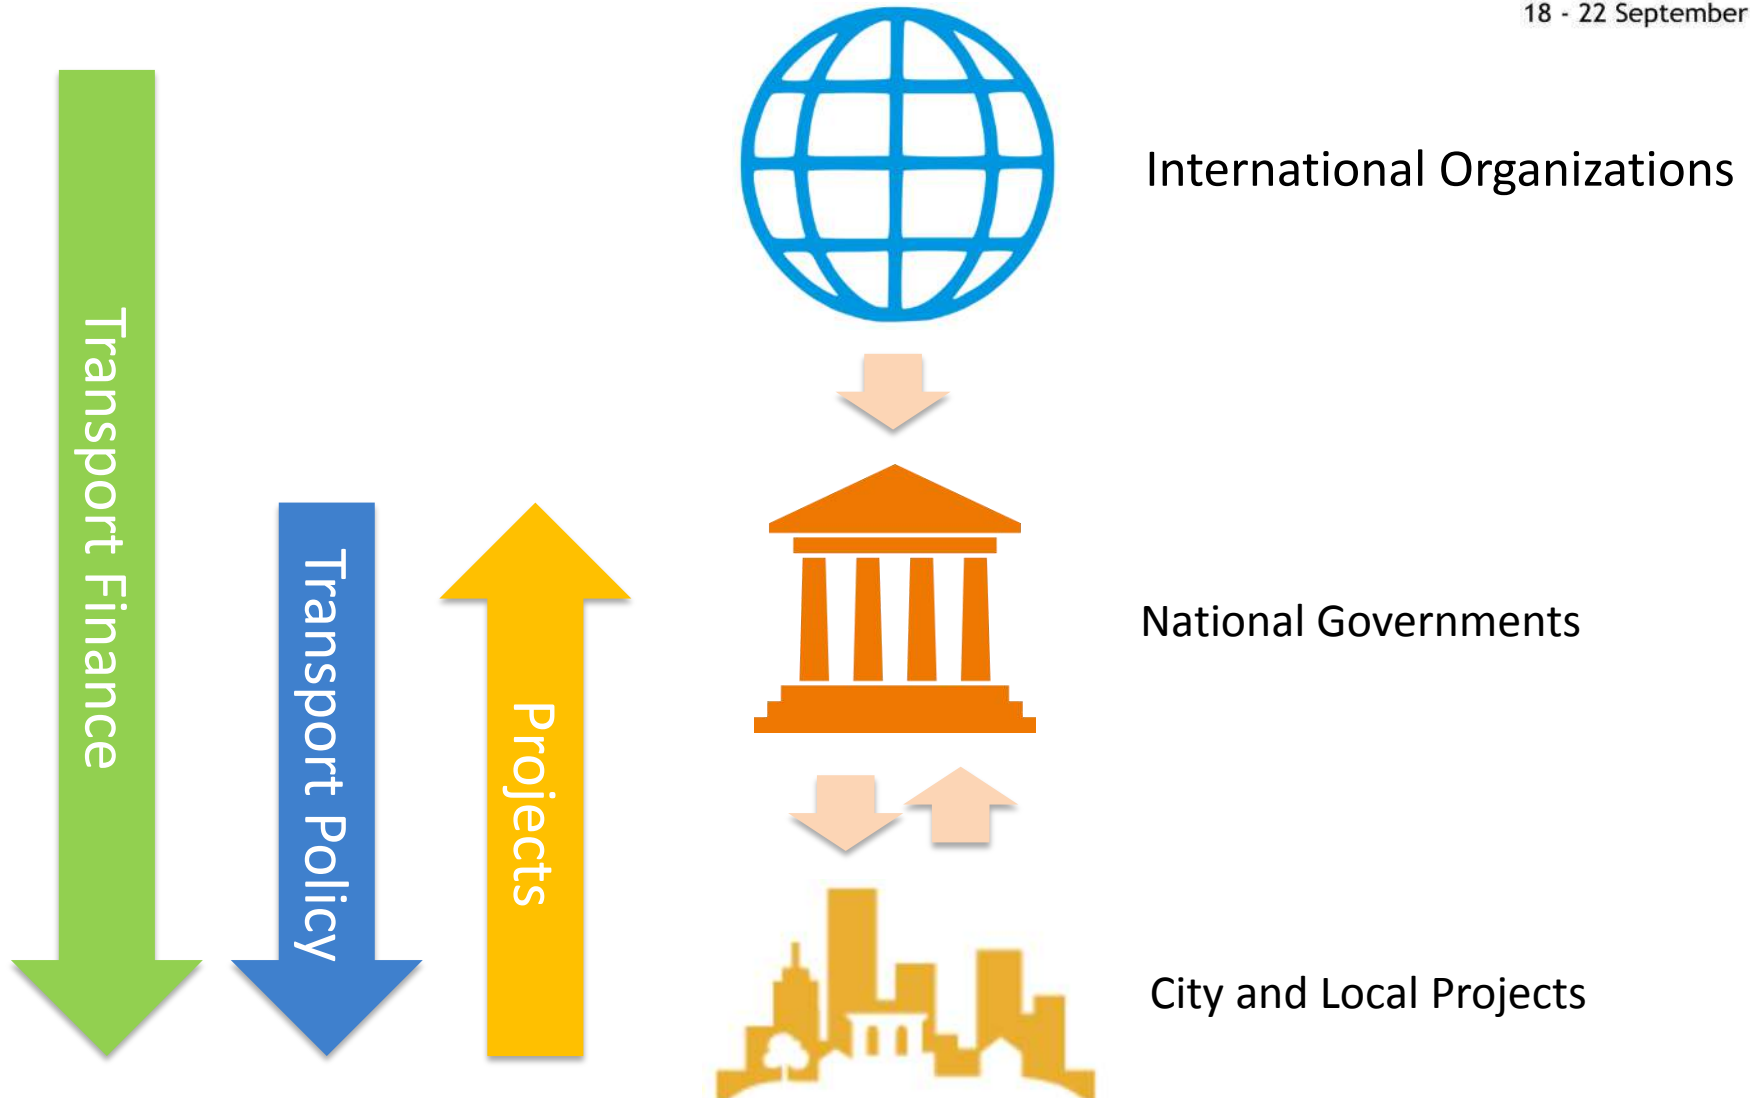 18 - 22 September
International Organizations
Transport Finance
Transport Policy
Projects
National Governments
City and Local Projects